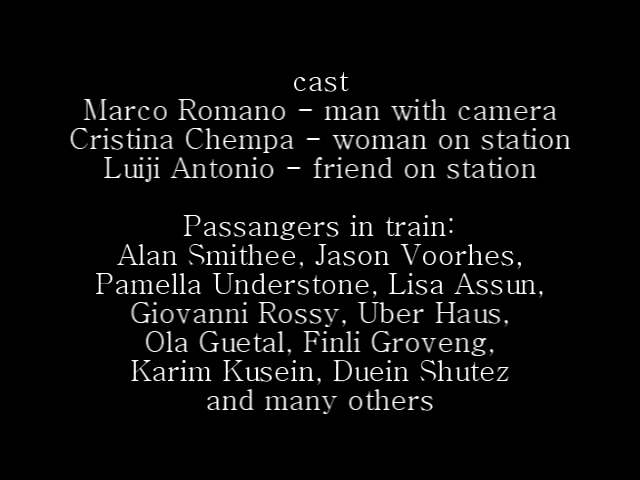 cast
Marco Romano - man with camera
Cristina Chempa - woman on station
Luiji Antonio - friend on station
Passangers in train:
Alan Smithee, Jason Voorhes,
Pamella Understone, Lisa Assun,
Giovanni Rossy, Uber Haus,
Ola Guetal, Finli Groveng,
Karim Kusein, Duein Shutez
and many others